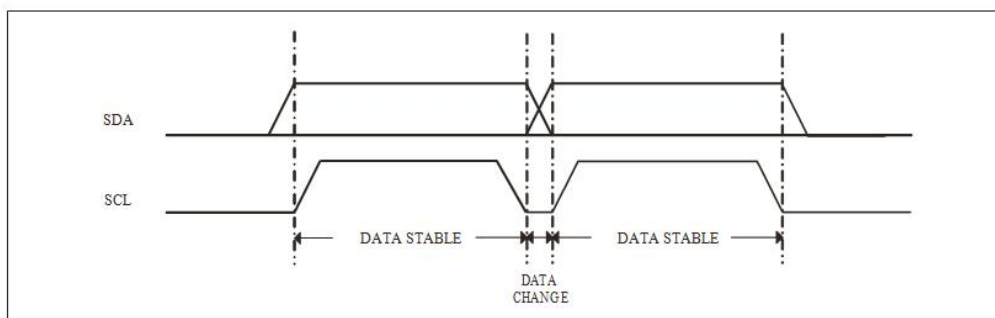 SDA
SCL
DATA STABLE
DATA STABLE
DATA
CHANGE